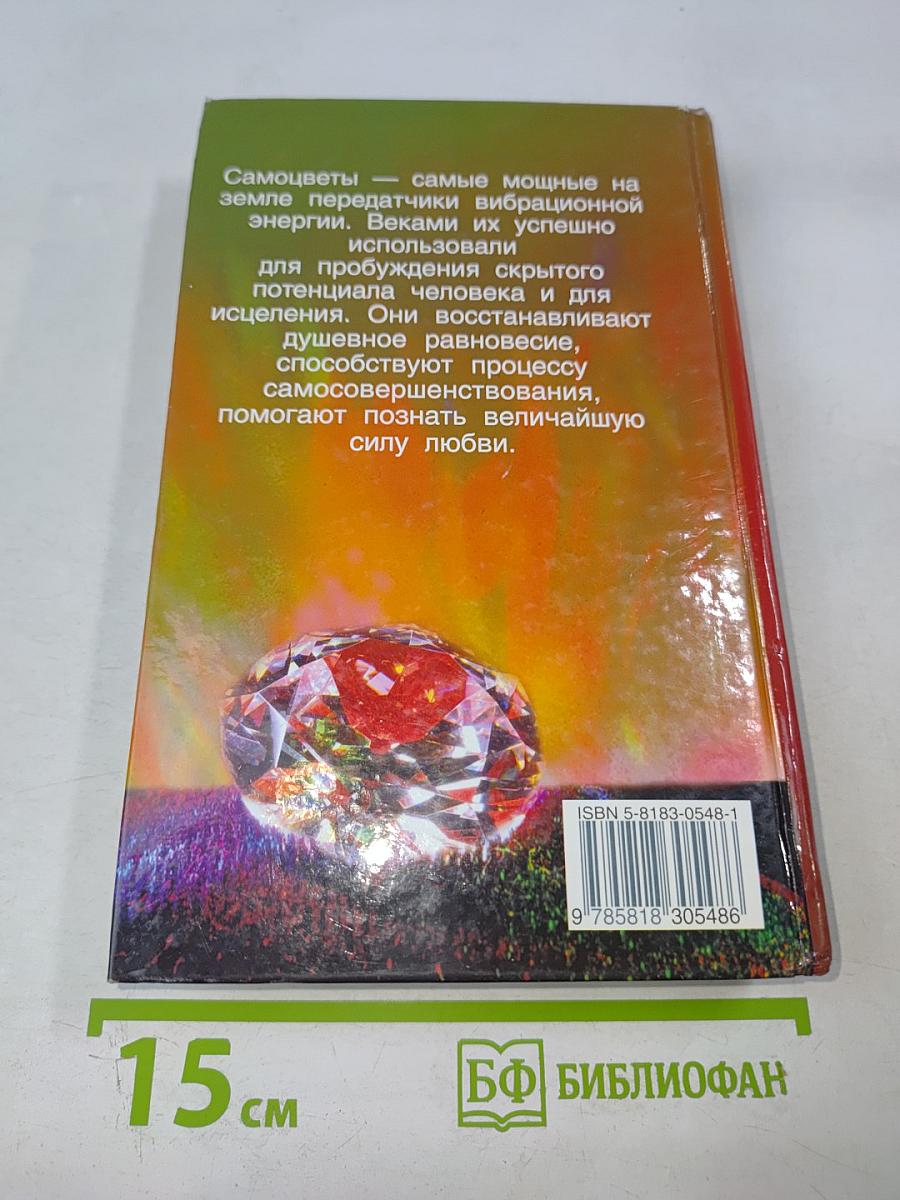 Самоцветы — самые мощные на
земле передатчики вибрационной
энергии. Веками их успешно
использовали
для пробуждения скрытого
потенциала человека и для
исцеления. Они восстанавливают
душевное равновесие,
способствуют процессу
самосовершенствования,
помогают познать величайшую
силу любви.
ISBN 5-8183-0548-1
9 785818 305486
15 см
БФ БИБЛИОФАН